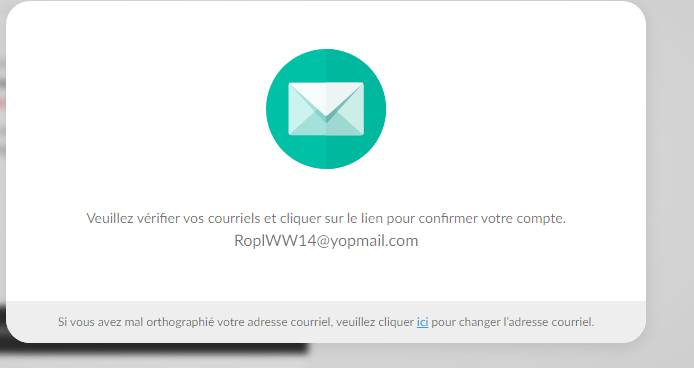 Veuillez vérifier vos courriels et cliquer sur le lien pour confirmer votre compte.
RoplWW14@yopmail.com
Si vous avez mal orthographié votre adresse courriel, veuillez cliquer ici pour changer l'adresse courriel.